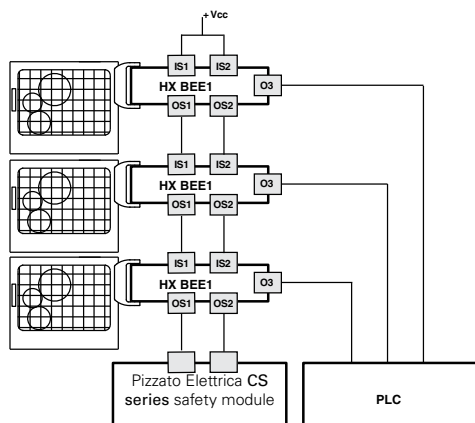 + Vcc
IS1 IS2
HX BEE1 O3
OS1 OS2
IS1 IS2
HX BEE1 O3
OS1 OS2
IS1 IS2
HX BEE1 O3
OS1 OS2
Pizzato Elettrica CS
series safety module
PLC